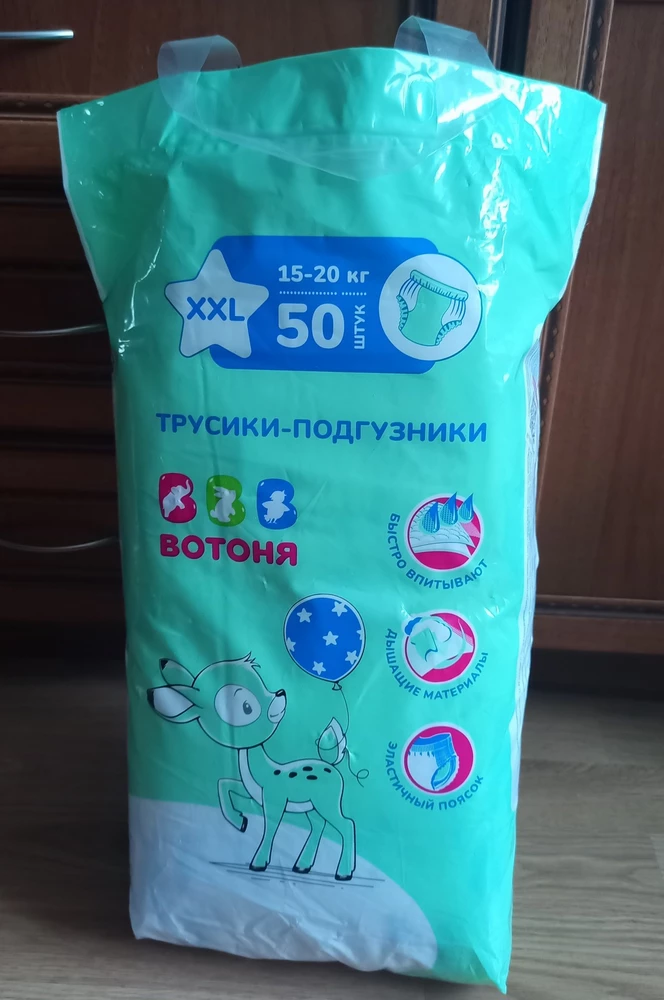 XXL
15-20 кг
50
ШТУК
ТРУСИКИ-ПОДГУЗНИКИ
В В В
ВОТОНЯ
БЫСТРО ВПИТЫВАЮТ
ДЫШАЩИЕ МАТЕРИАЛЫ
ЭЛАСТИЧНЫЙ ПОЯСОК